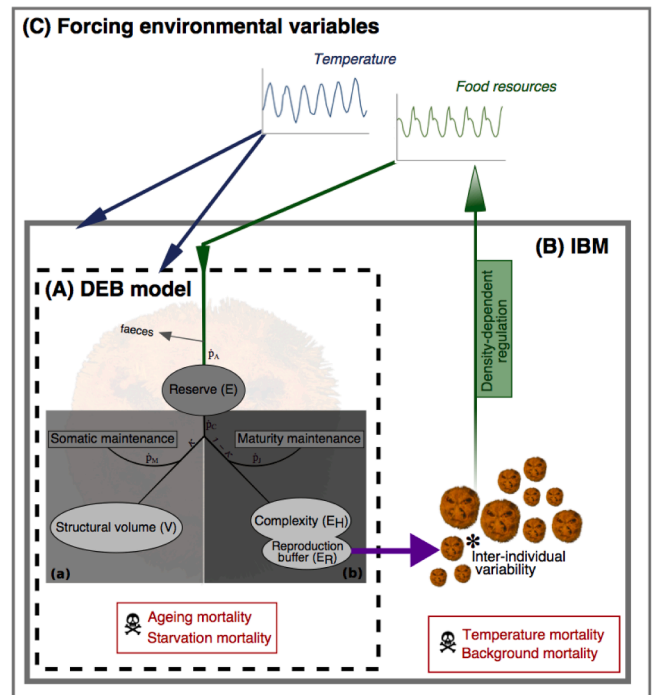 (C) Forcing environmental variables
Temperature
Food resources
(B) IBM
(A) DEB model
faeces
ṗA
Reserve (E)
Density-dependent
regulation
ṗC
Somatic maintenance
κ
1 - κ
Maturity maintenance
ṗM
ṗJ
Structural volume (V)
Complexity (EH)
Reproduction
buffer (ER)
(a)
(b)
*
Inter-individual
variability
Ageing mortality
Starvation mortality
Temperature mortality
Background mortality